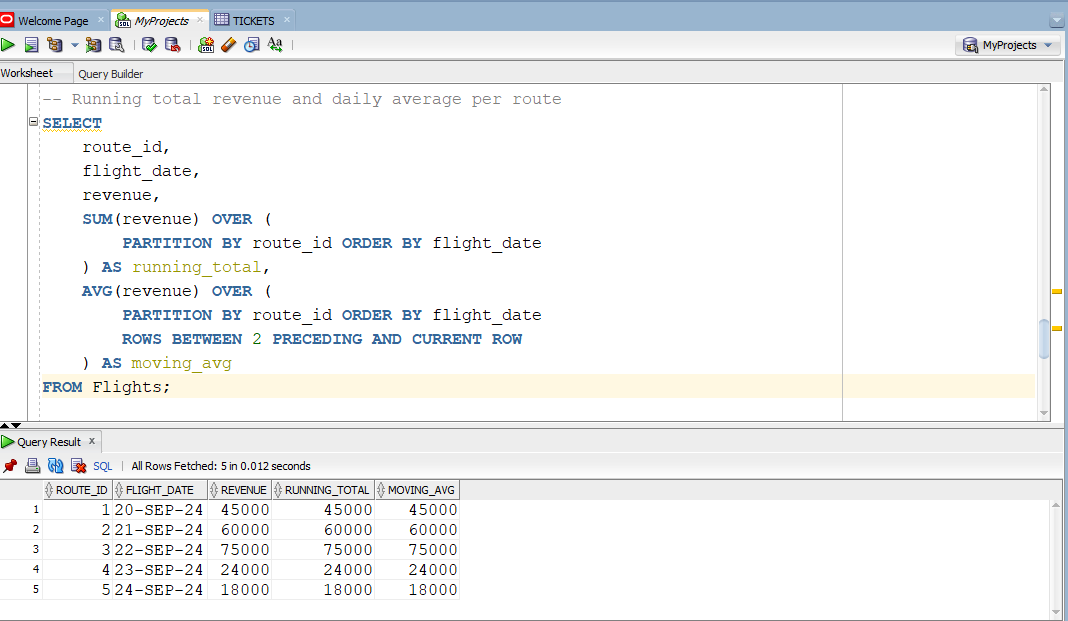 Welcome Page MyProjects TICKETS
MyProjects
Worksheet Query Builder
-- Running total revenue and daily average per route
SELECT
route_id,
flight_date,
revenue,
SUM(revenue) OVER (
PARTITION BY route_id ORDER BY flight_date
) AS running_total,
AVG(revenue) OVER (
PARTITION BY route_id ORDER BY flight_date
ROWS BETWEEN 2 PRECEDING AND CURRENT ROW
) AS moving_avg
FROM Flights;
Query Result x
SQL | All Rows Fetched: 5 in 0.012 seconds
ROUTE_ID FLIGHT_DATE REVENUE RUNNING_TOTAL MOVING_AVG
1 1 20-SEP-24 45000 45000 45000
2 2 21-SEP-24 60000 60000 60000
3 3 22-SEP-24 75000 75000 75000
4 4 23-SEP-24 24000 24000 24000
5 5 24-SEP-24 18000 18000 18000